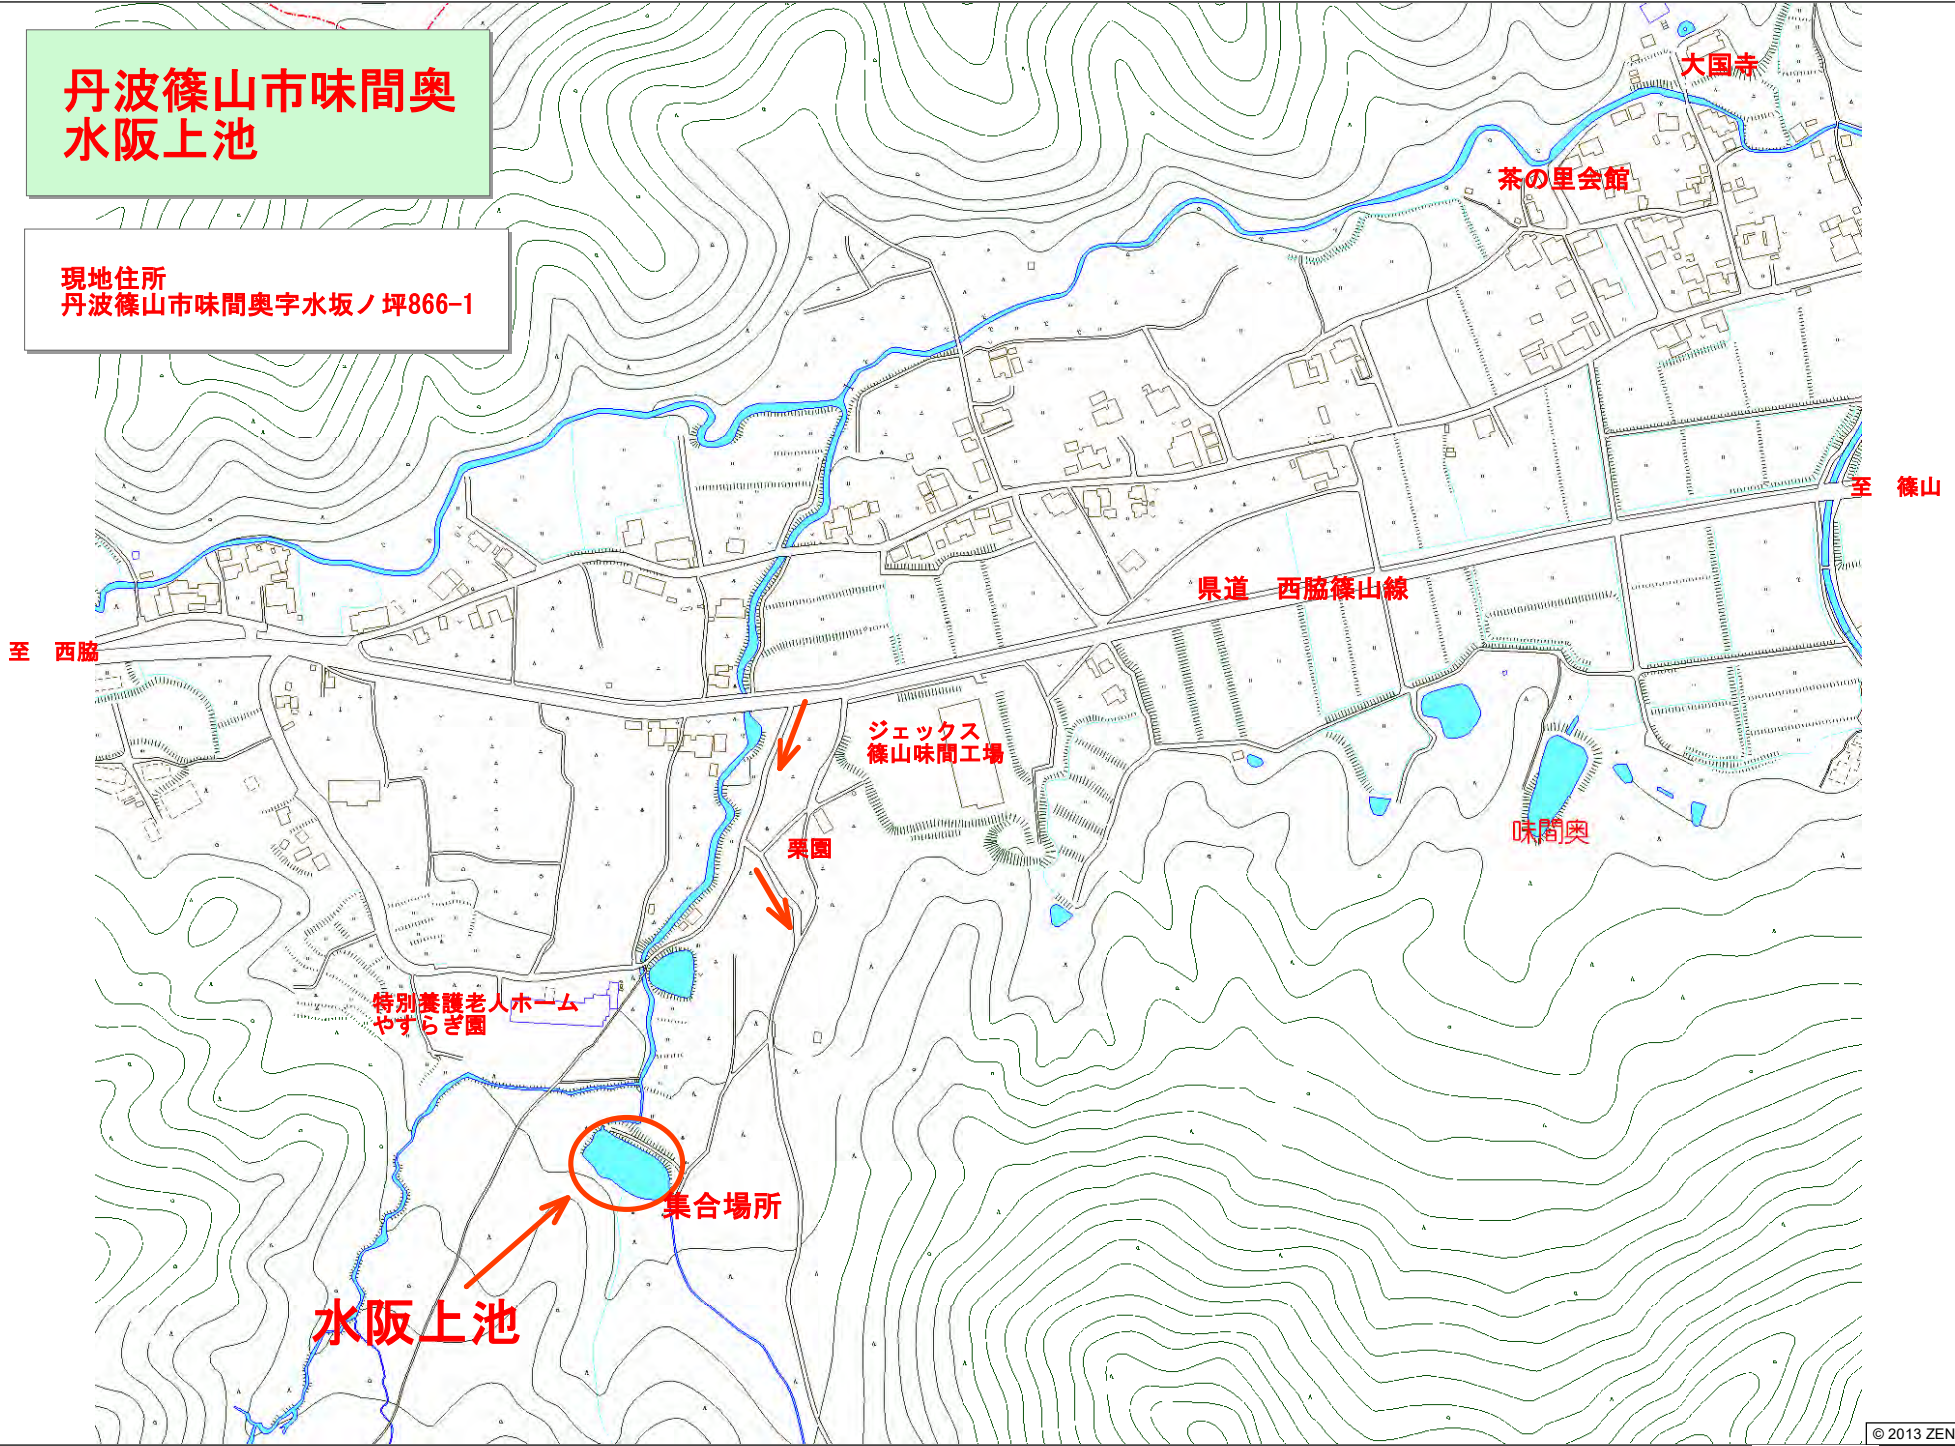 丹波篠山市味間奥
水阪上池
現地住所
丹波篠山市味間奥字水坂ノ坪866-1
大国寺
茶の里会館
至　篠山
県道　西脇篠山線
至　西脇
ジェックス
篠山味間工場
味間奥
栗園
特別養護老人ホーム
やすらぎ園
集合場所
水阪上池
© 2013 ZEN